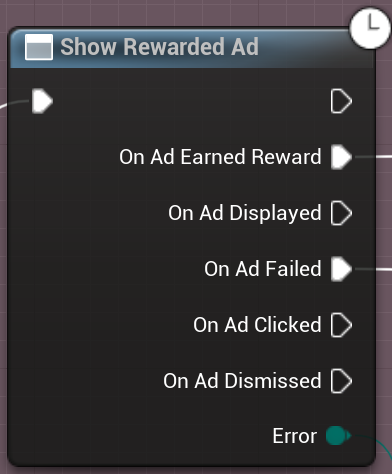 Show Rewarded Ad
On Ad Earned Reward
On Ad Displayed
On Ad Failed
On Ad Clicked
On Ad Dismissed
Error